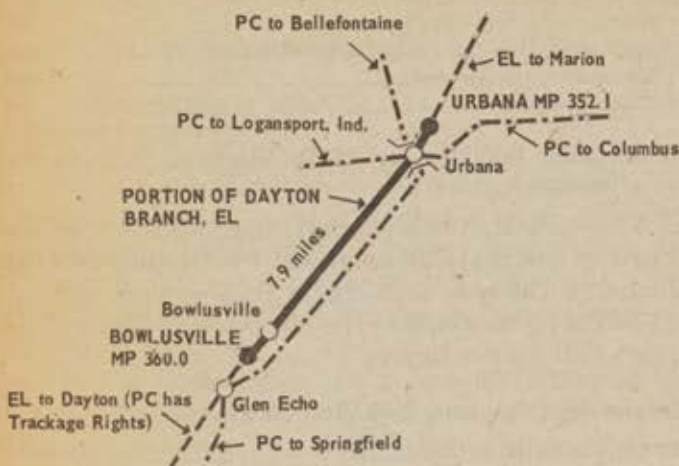 PC to Bellefontaine
EL to Marion
URBANA MP 352.1
PC to Logansport, Ind.
PC to Columbus
Urbana
PORTION OF DAYTON
BRANCH, EL
7.9 miles
Bowlusville
BOWLUSVILLE
MP 360.0
EL to Dayton (PC has
Trackage Rights)
Glen Echo
PC to Springfield